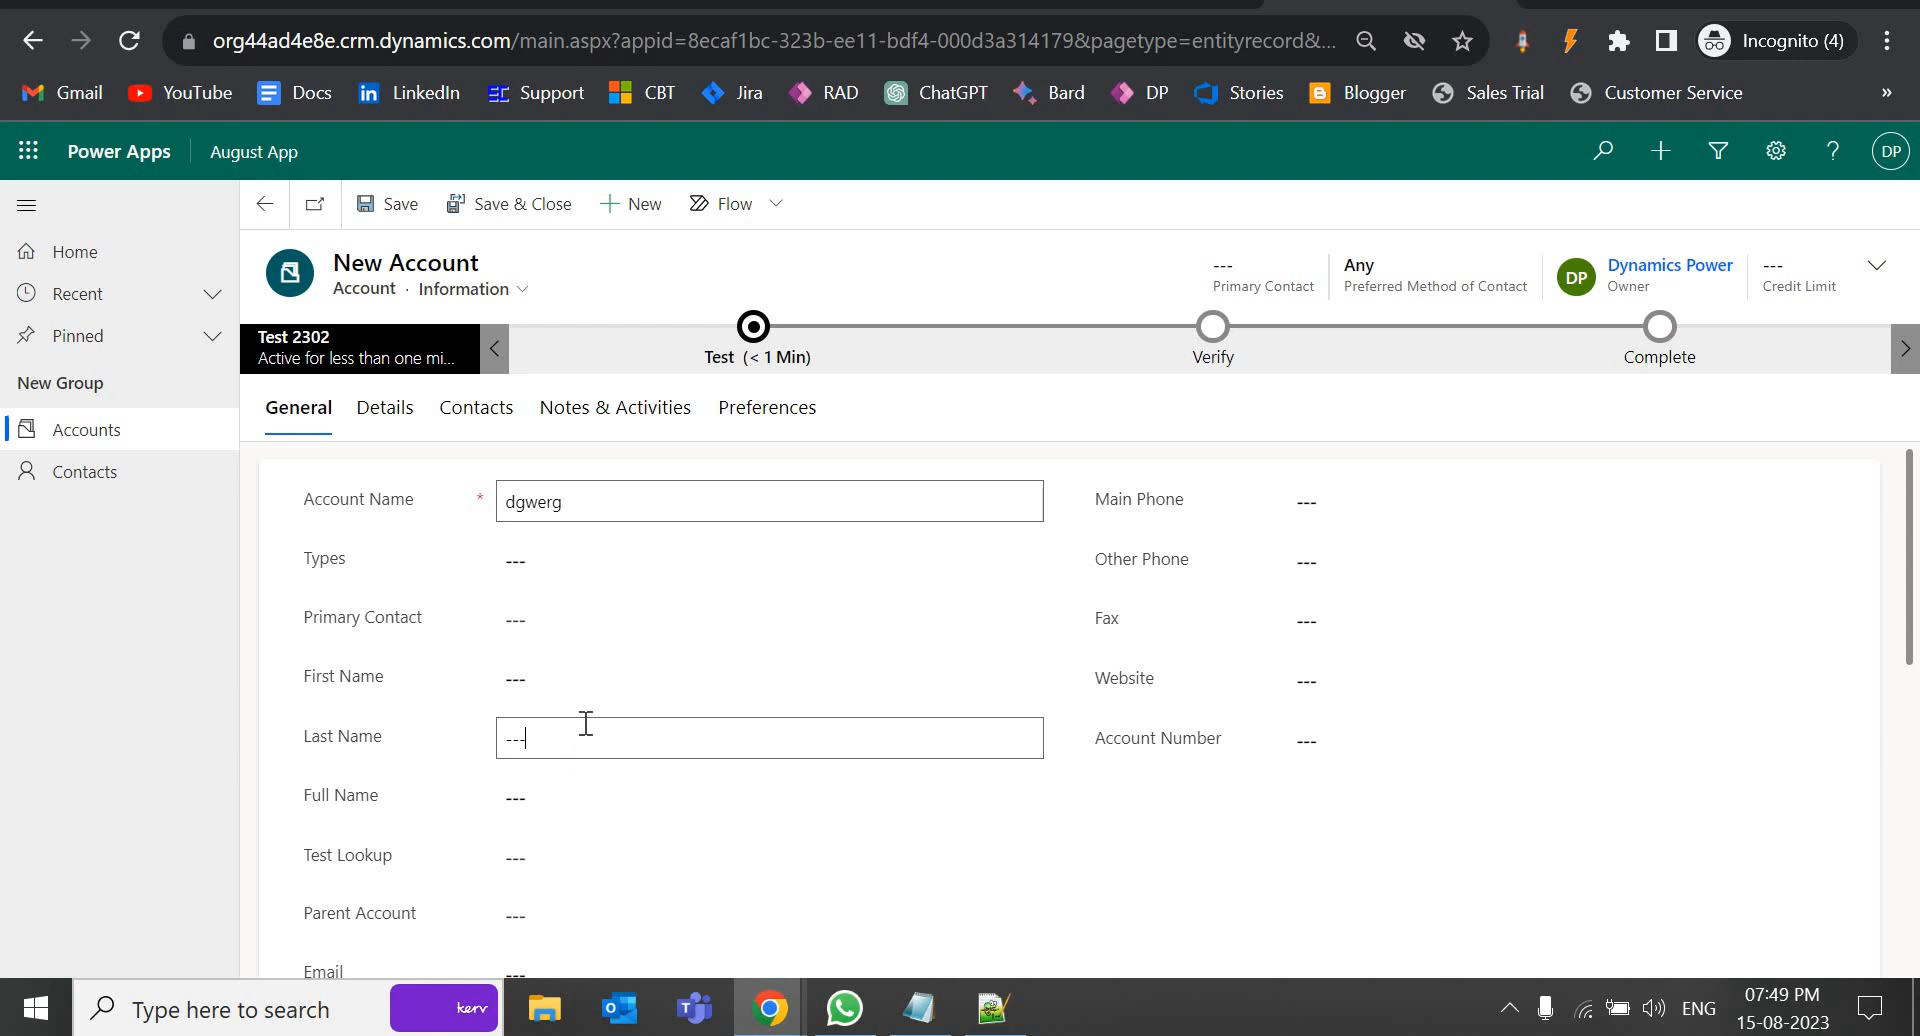 org44ad4e8e.crm.dynamics.com/main.aspx?appid=8ecaf1bc-323b-ee11-bdf4-000d3a314179&pagetype=entityrecord&...
Incognito (4)
Gmail YouTube Docs LinkedIn Support CBT Jira RAD ChatGPT Bard DP Stories Blogger Sales Trial Customer Service »
Power Apps August App ? DP
Save Save & Close New Flow
Home
Recent
Pinned
New Group
Accounts
Contacts
New Account
Account · Information
---
Primary Contact
Any
Preferred Method of Contact
DP
Dynamics Power
Owner
---
Credit Limit
Test 2302
Active for less than one mi...
Test (< 1 Min)
Verify
Complete
General Details Contacts Notes & Activities Preferences
Account Name * dgwerg
Types ---
Primary Contact ---
First Name ---
Last Name ---
Full Name ---
Test Lookup ---
Parent Account ---
Email ---
Main Phone ---
Other Phone ---
Fax ---
Website ---
Account Number ---
Type here to search
kerv
ENG
07:49 PM
15-08-2023